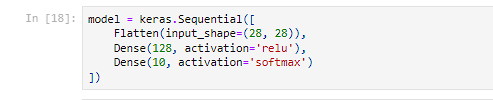 In [18]: model = keras.Sequential([
    Flatten(input_shape=(28, 28)),
    Dense(128, activation='relu'),
    Dense(10, activation='softmax')
])